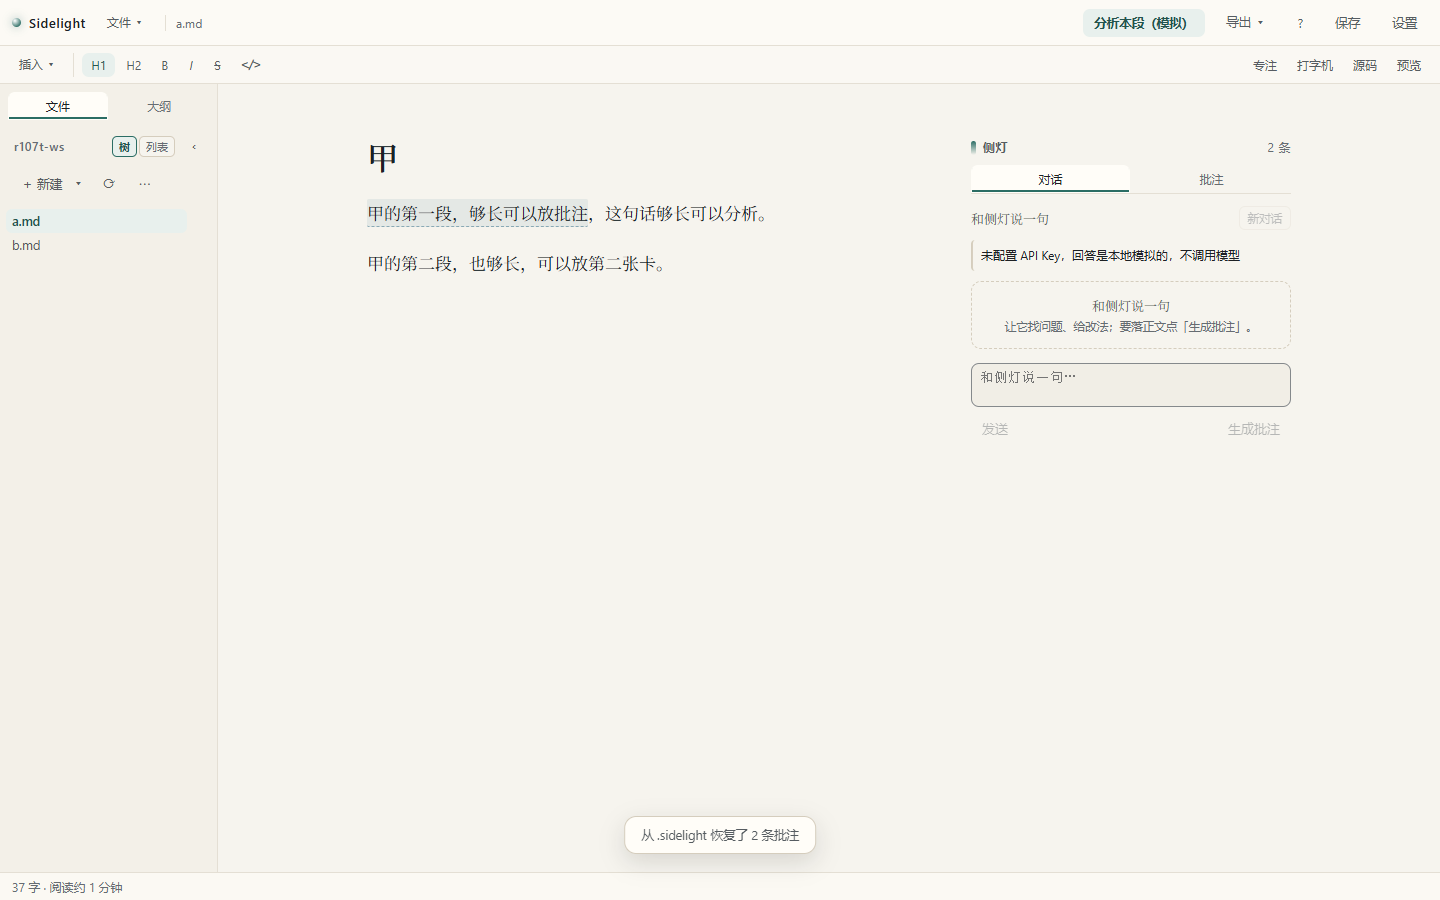 Sidelight 文件 a.md 分析本段（模拟） 导出 ? 保存 设置
插入 H1 H2 B I S </> 专注 打字机 源码 预览
文件 大纲
r107t-ws 树 列表 ‹
+ 新建 ⟳ ···
a.md
b.md
甲
甲的第一段，够长可以放批注，这句话够长可以分析。
甲的第二段，也够长，可以放第二张卡。
侧灯 2 条
对话 批注
和侧灯说一句 新对话
未配置 API Key，回答是本地模拟的，不调用模型
和侧灯说一句
让它找问题、给改法；要落正文点「生成批注」。
和侧灯说一句…
发送 生成批注
从 .sidelight 恢复了 2 条批注
37 字 · 阅读约 1 分钟